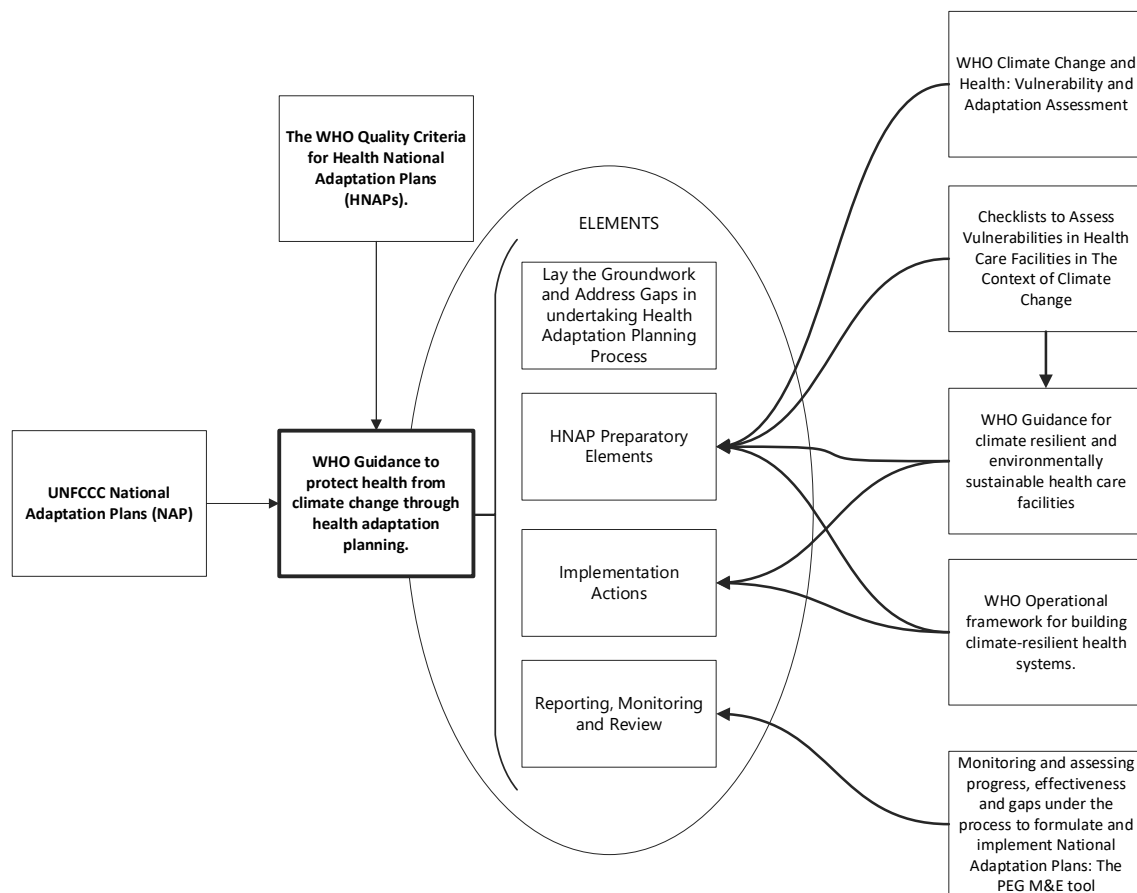 The WHO Quality Criteria
for Health National
Adaptation Plans
(HNAPs).
UNFCCC National
Adaptation Plans (NAP)
WHO Guidance to
protect health from
climate change through
health adaptation
planning.
ELEMENTS
Lay the Groundwork
and Address Gaps in
undertaking Health
Adaptation Planning
Process
HNAP Preparatory
Elements
Implementation
Actions
Reporting, Monitoring
and Review
WHO Climate Change and
Health: Vulnerability and
Adaptation Assessment
Checklists to Assess
Vulnerabilities in Health
Care Facilities in The
Context of Climate
Change
WHO Guidance for
climate resilient and
environmentally
sustainable health care
facilities
WHO Operational
framework for building
climate-resilient health
systems.
Monitoring and assessing
progress, effectiveness
and gaps under the
process to formulate and
implement National
Adaptation Plans: The
PEG M&E tool